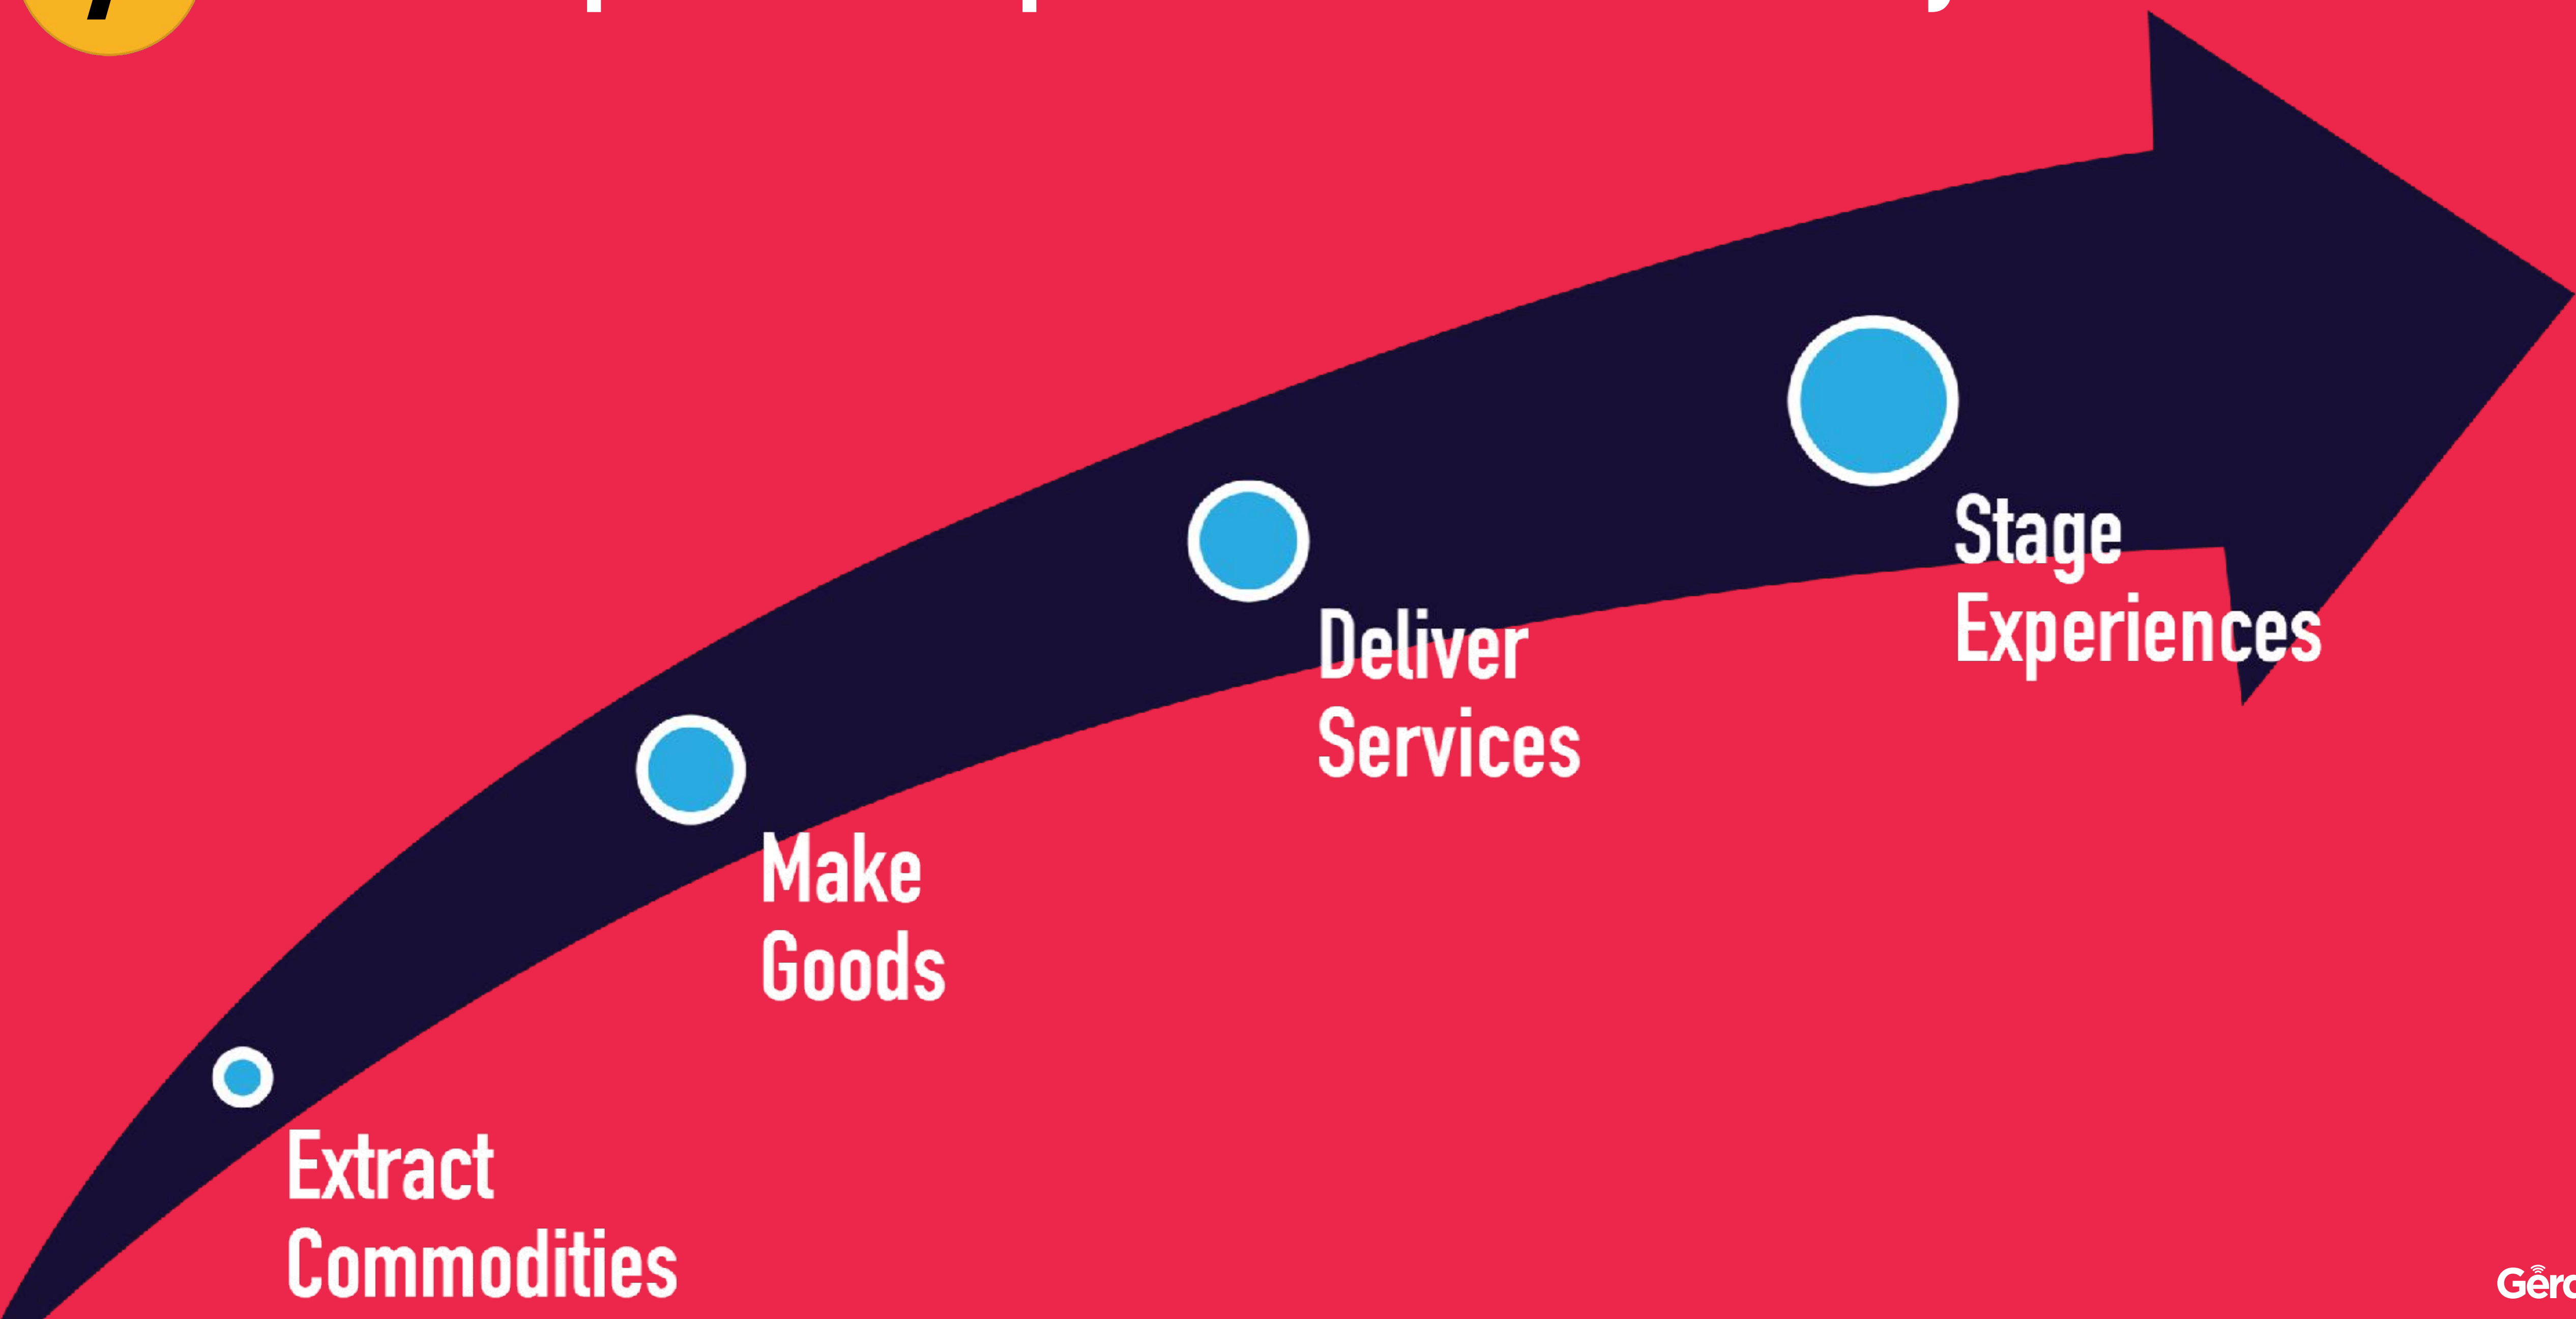 Stage
Experiences
Deliver
Services
Make
Goods
Extract
Commodities